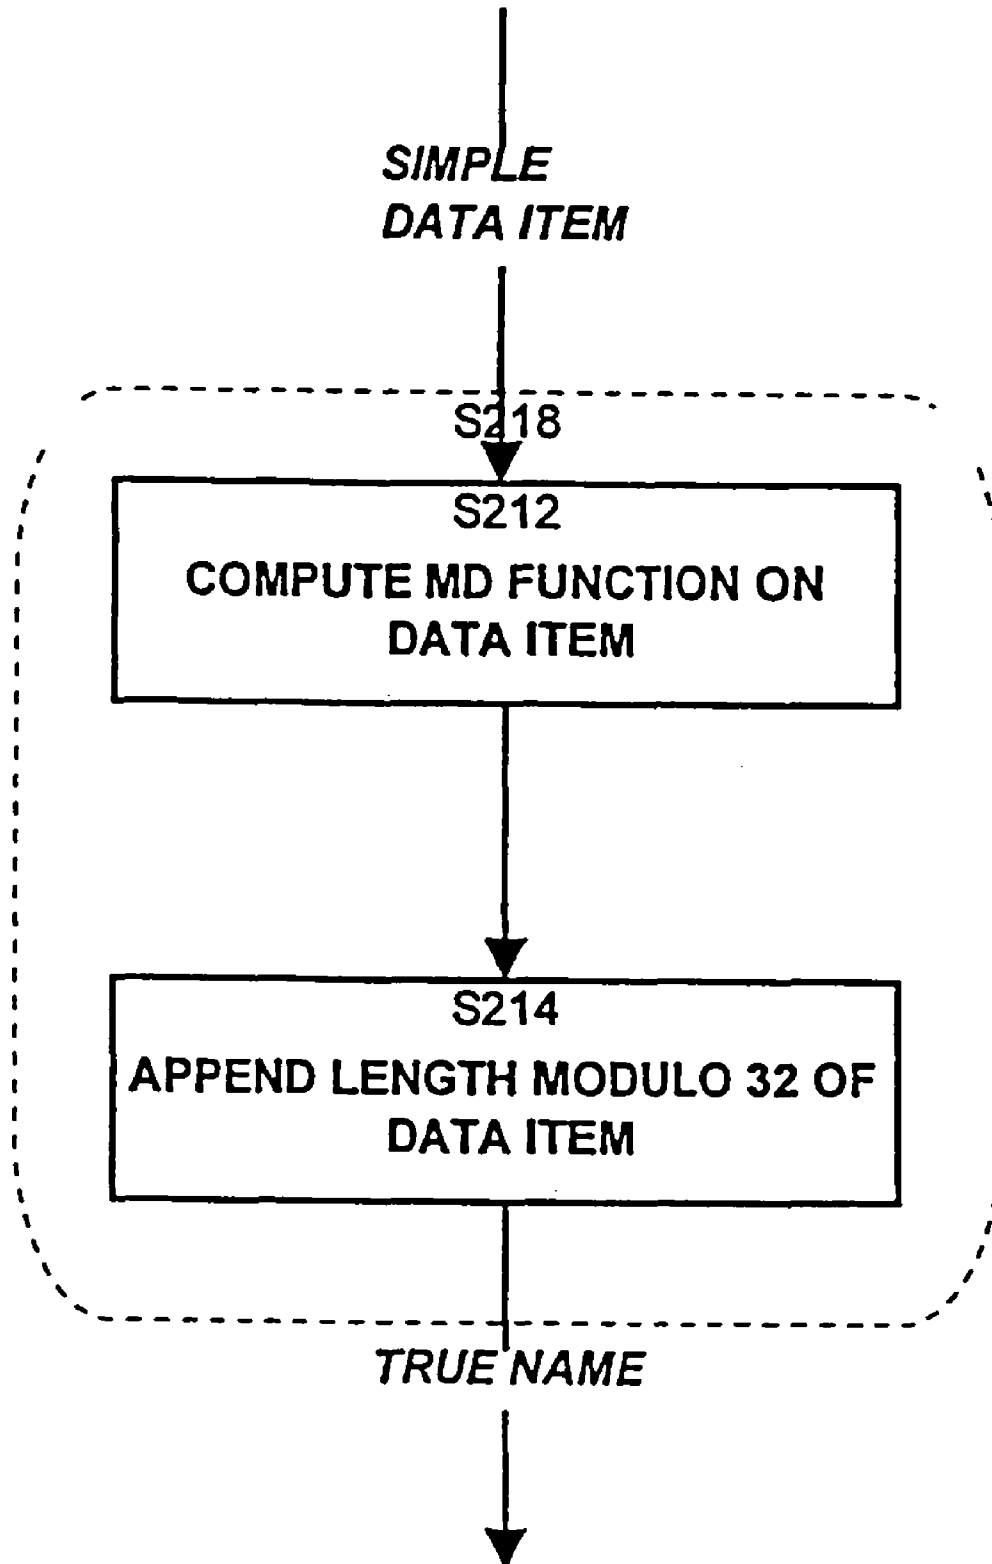 SIMPLE
DATA ITEM
S218
S212
COMPUTE MD FUNCTION ON
DATA ITEM
S214
APPEND LENGTH MODULO 32 OF
DATA ITEM
TRUE NAME